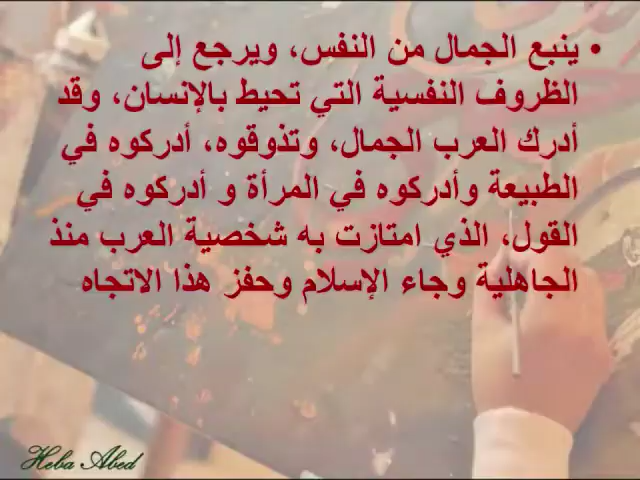 • ينبع الجمال من النفس، ويرجع إلى
الظروف النفسية التي تحيط بالإنسان، وقد
أدرك العرب الجمال، وتذوقوه، أدركوه في
الطبيعة وأدركوه في المرأة و أدركوه في
القول، الذي امتازت به شخصية العرب منذ
الجاهلية وجاء الإسلام وحفز هذا الاتجاه
Heba Abed